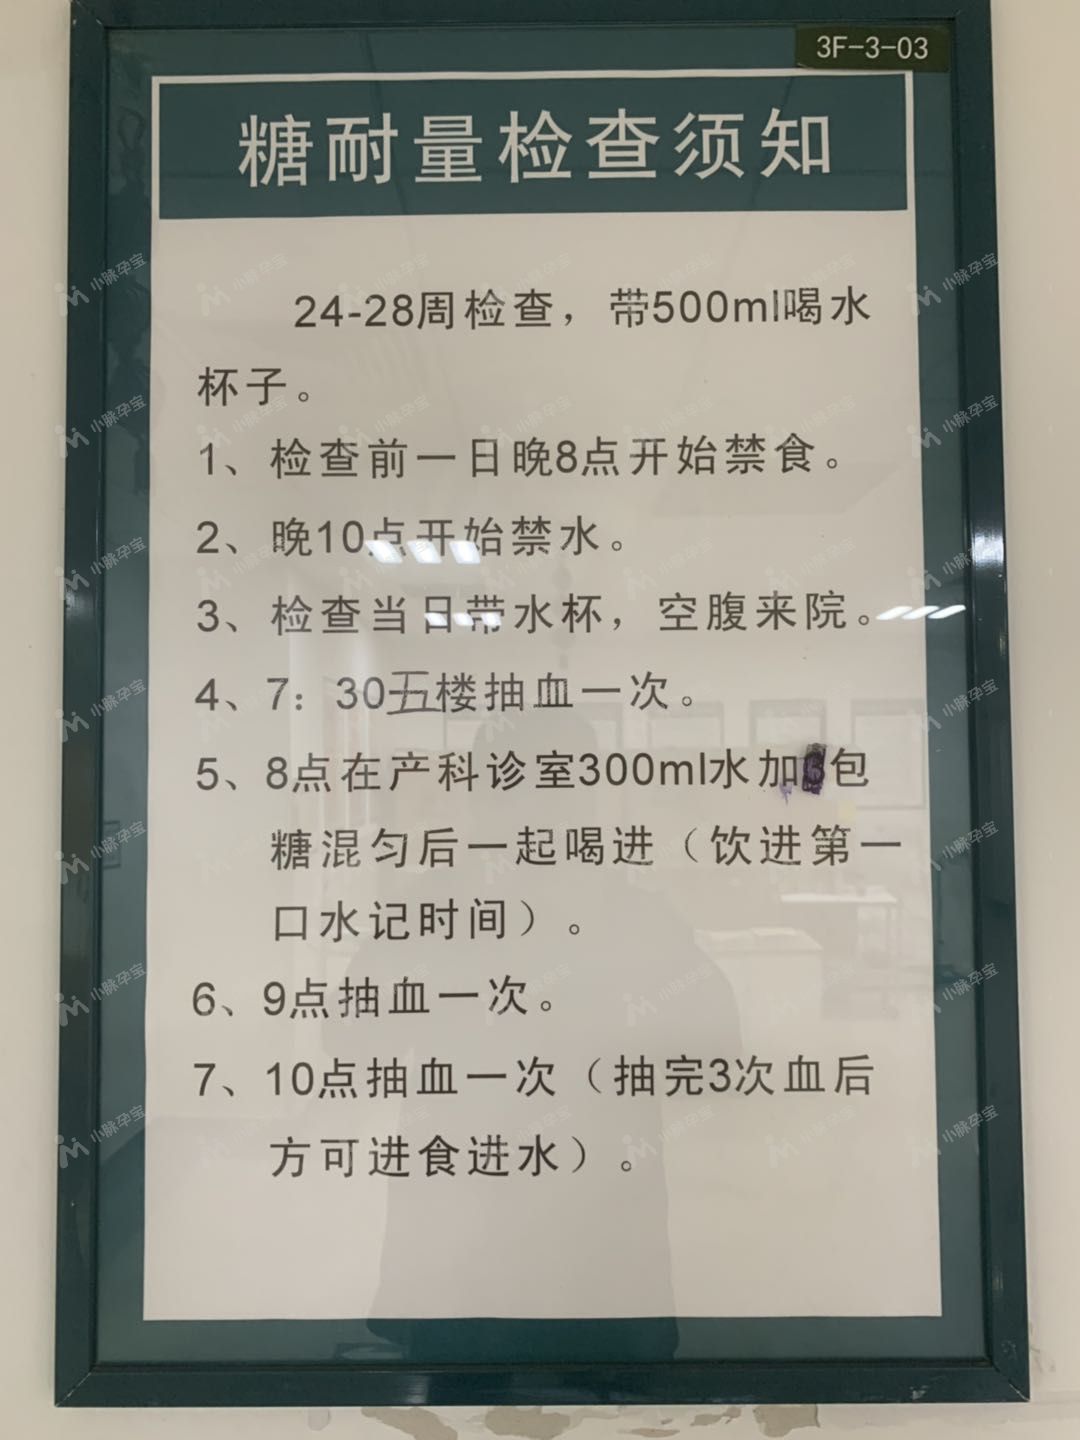 3F-3-03
糖耐量检查须知
24-28周检查，带500ml喝水
杯子。
1、检查前一日晚8点开始禁食。
2、晚10点开始禁水。
3、检查当日带水杯，空腹来院。
4、7：30五楼抽血一次。
5、8点在产科诊室300ml水加包
糖混匀后一起喝进（饮进第一
口水记时间）。
6、9点抽血一次。
7、10点抽血一次（抽完3次血后
方可进食进水）。
小脉孕宝